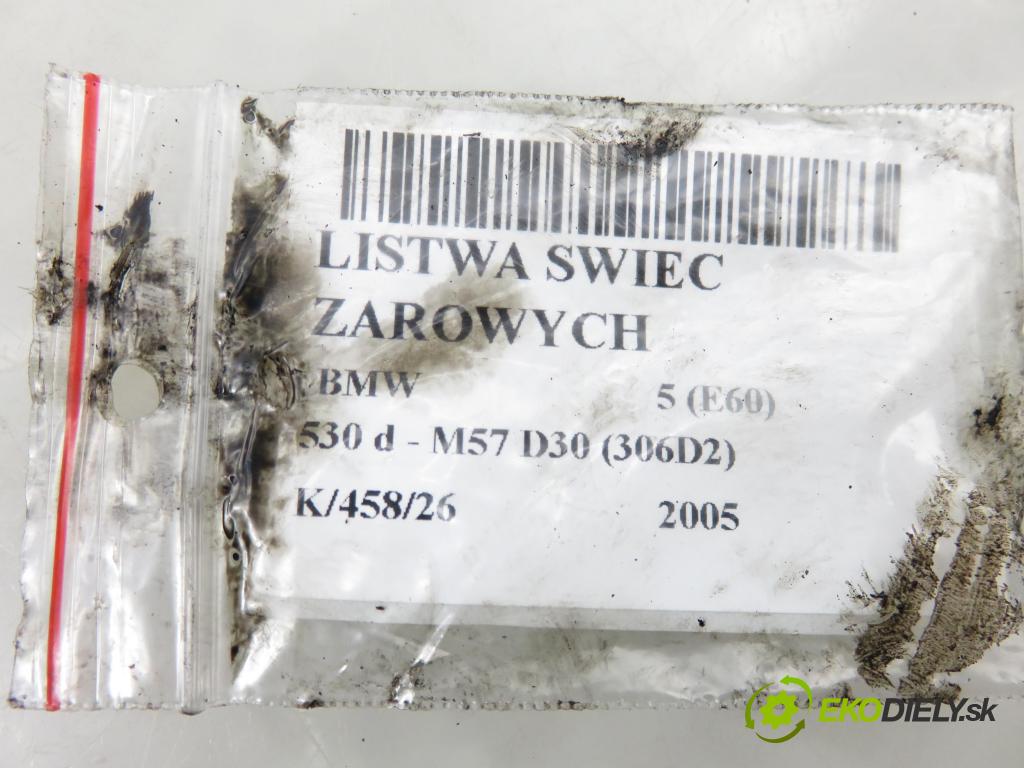 LISTWA SWIEC
ZAROWYCH
BMW 5 (E60)
530 d - M57 D30 (306D2)
K/458/26 2005
EKODIELY.sk